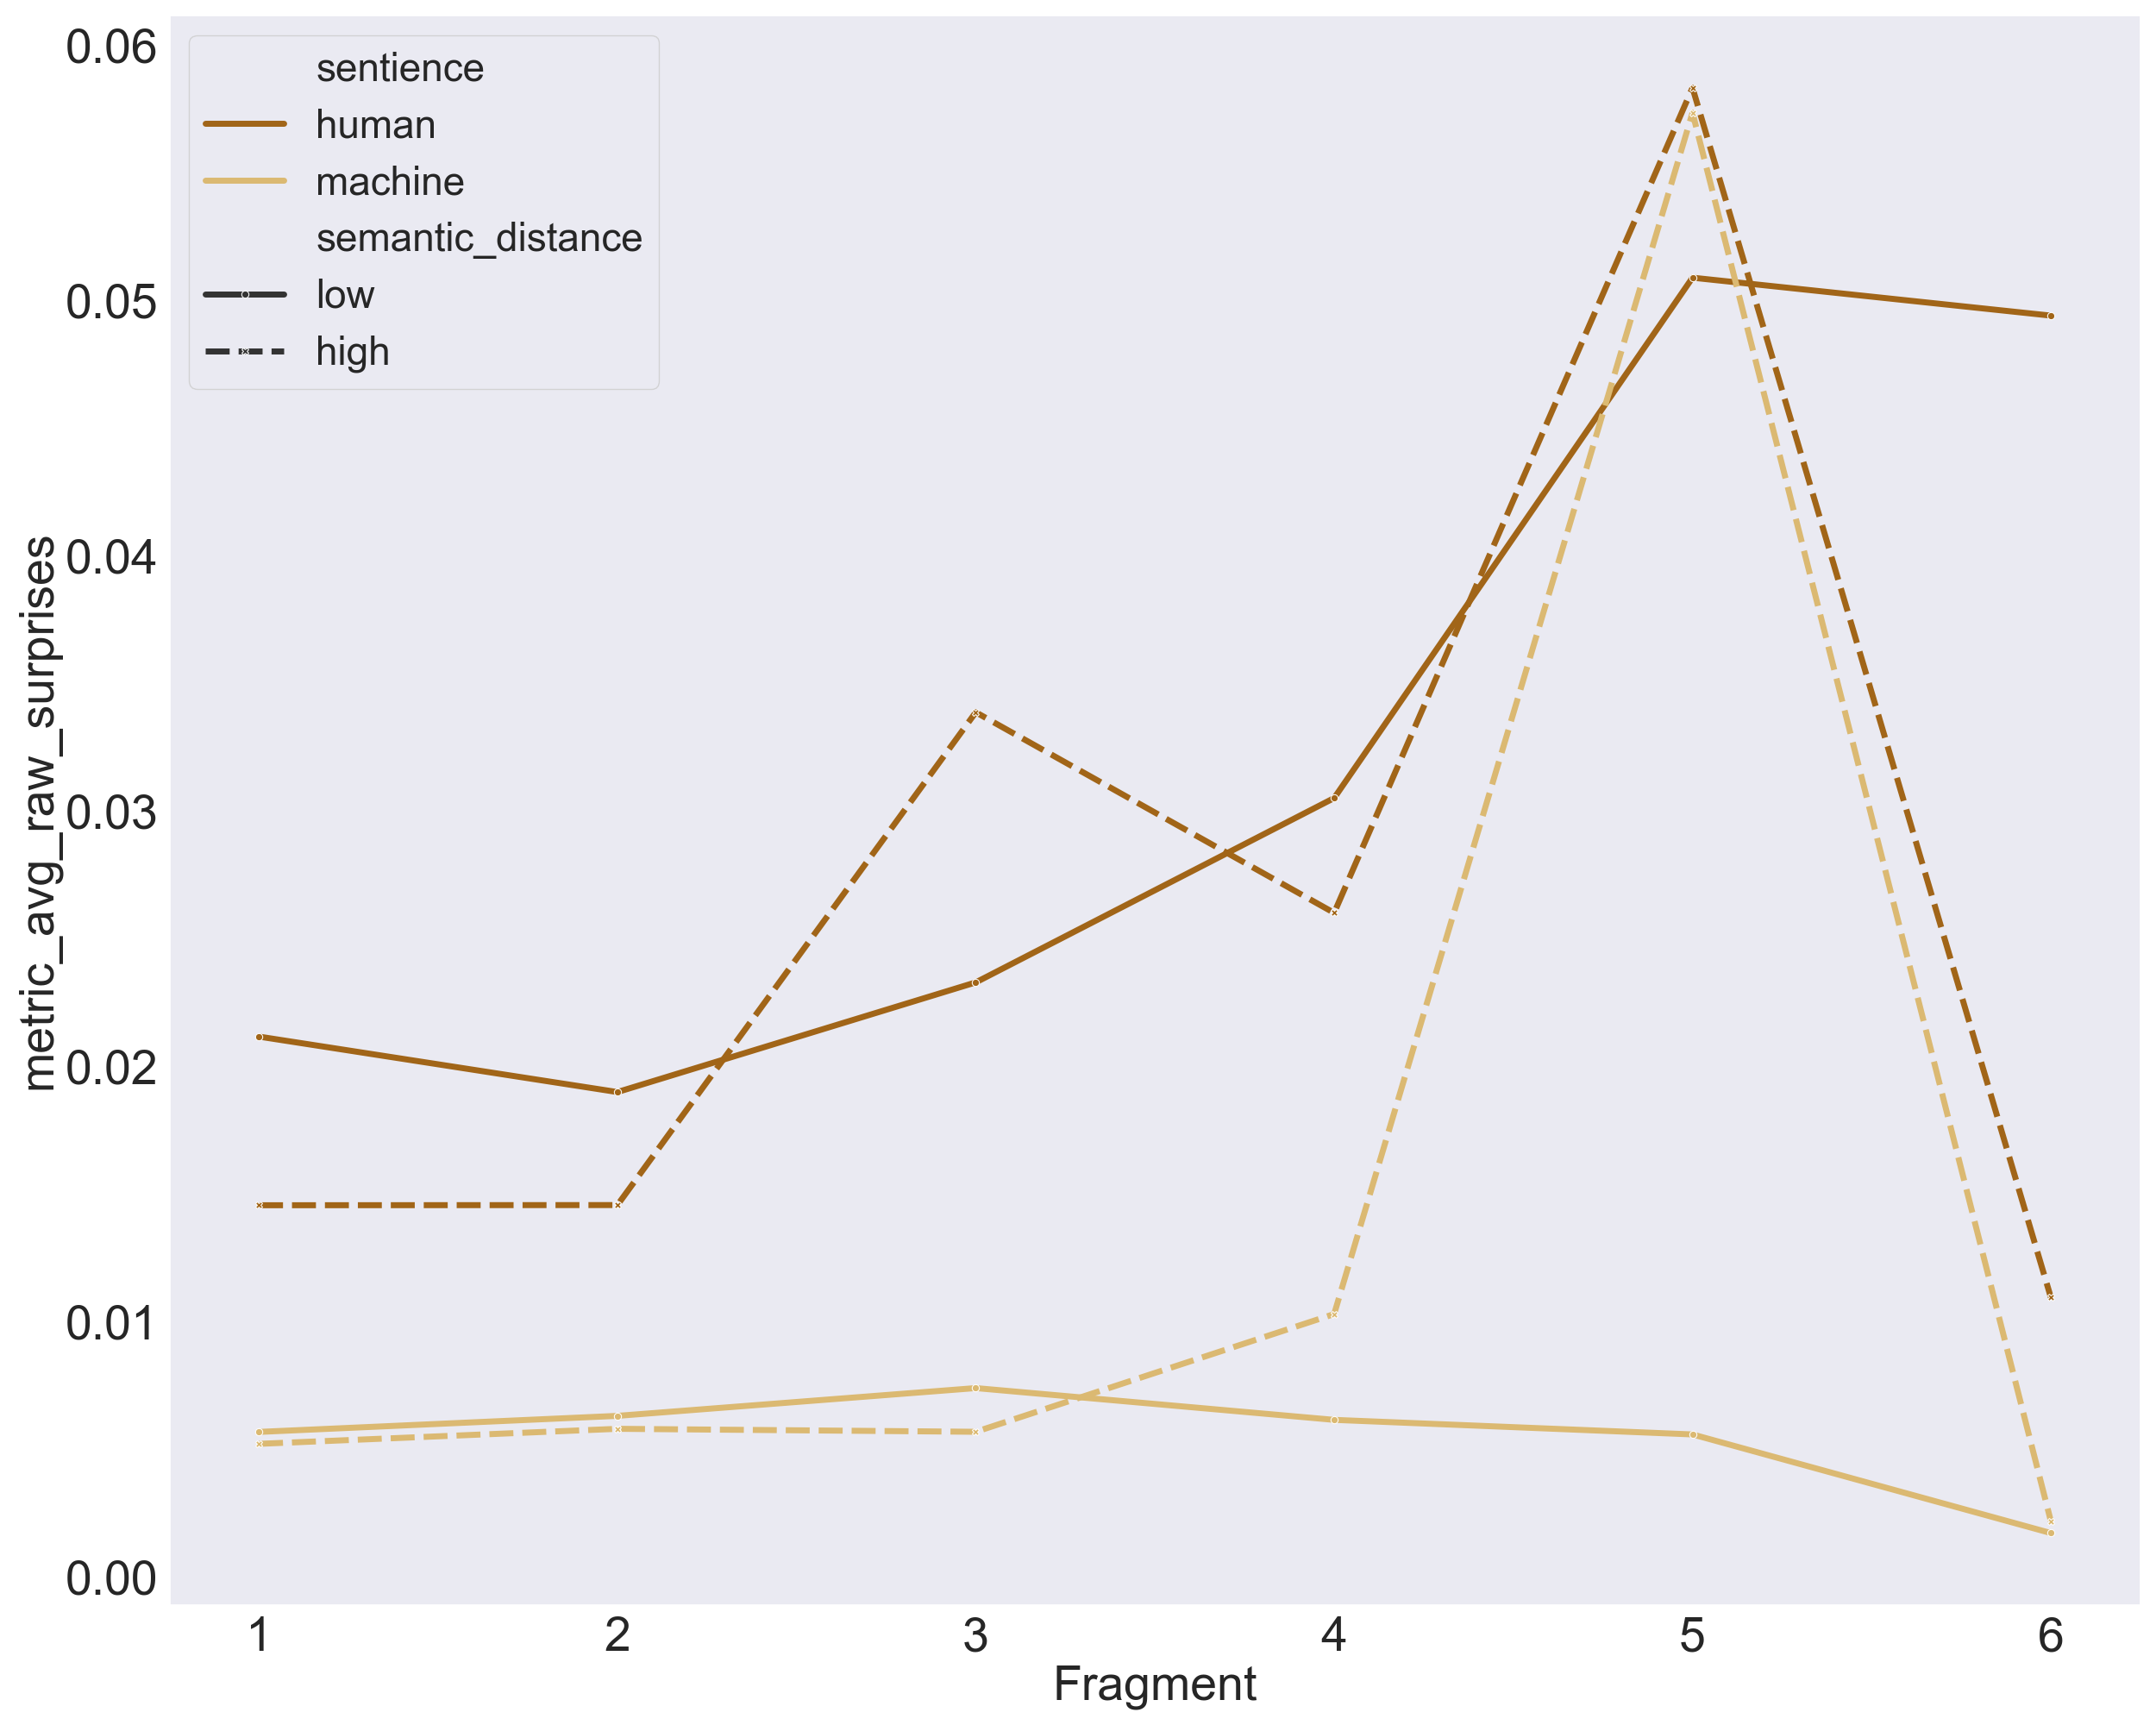 sentience
human
machine
semantic_distance
low
high
0.06
0.05
0.04
0.03
0.02
0.01
0.00
metric_avg_raw_surprises
1 2 3 4 5 6
Fragment